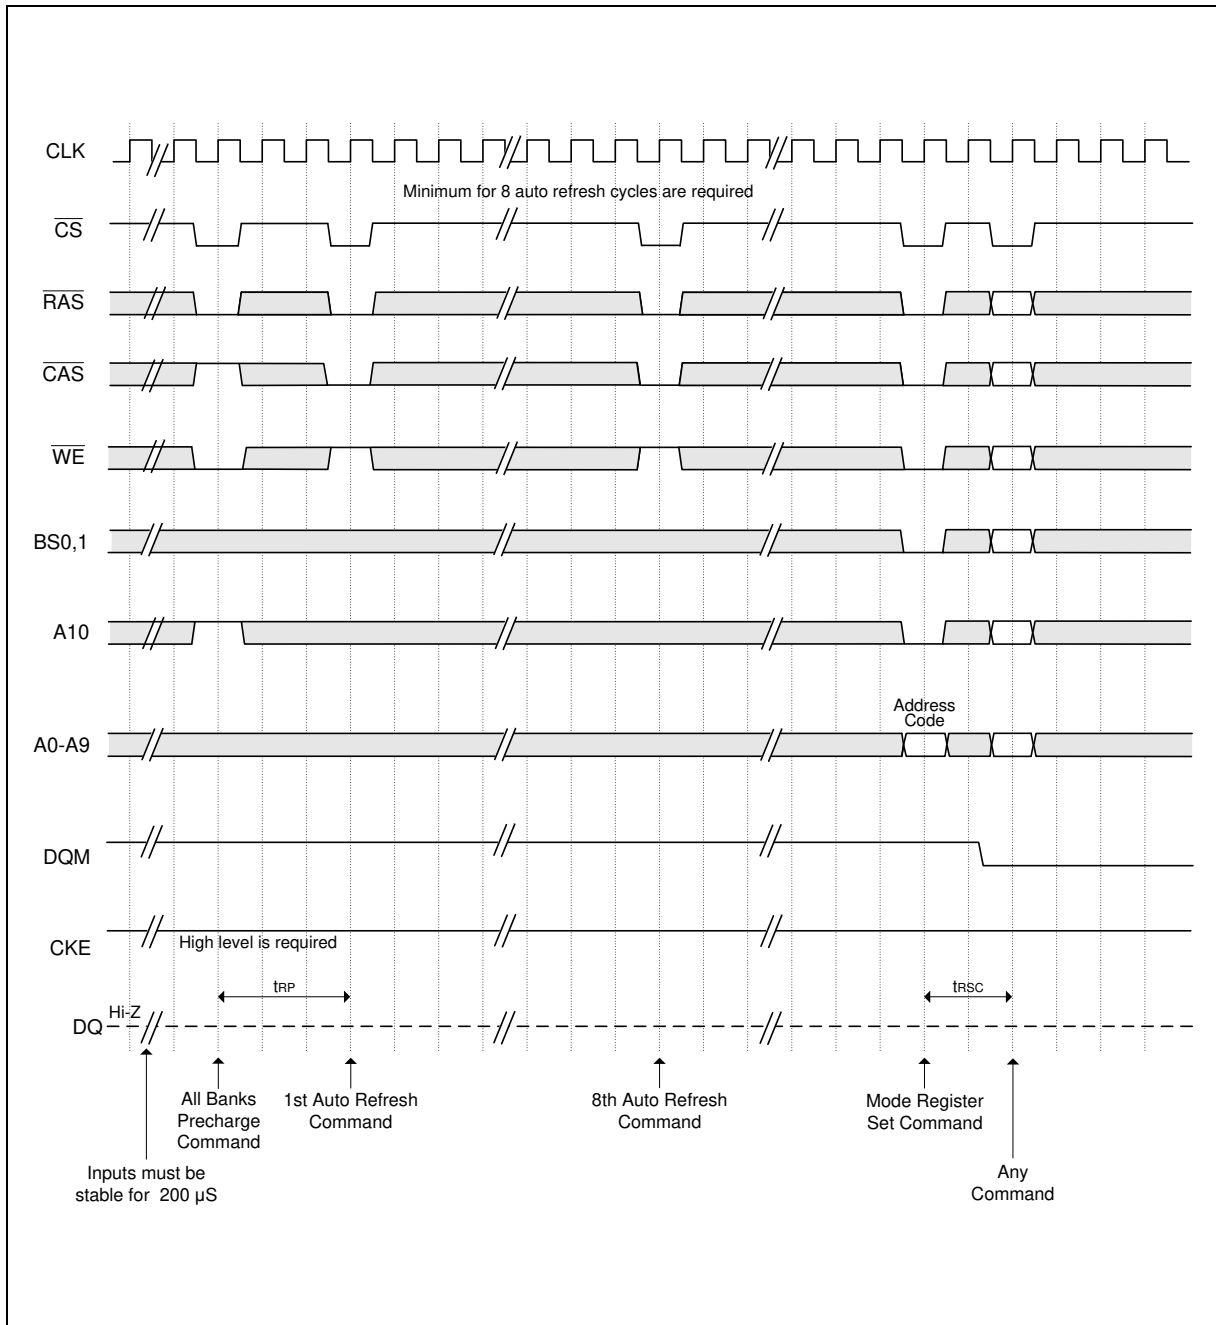 CLK
Minimum for 8 auto refresh cycles are required
CS
RAS
CAS
WE
BS0,1
A10
Address
Code
A0-A9
DQM
CKE
High level is required
tRP
tRSC
Hi-Z
DQ
All Banks
Precharge
Command
1st Auto Refresh
Command
8th Auto Refresh
Command
Mode Register
Set Command
Inputs must be
stable for 200 µS
Any
Command